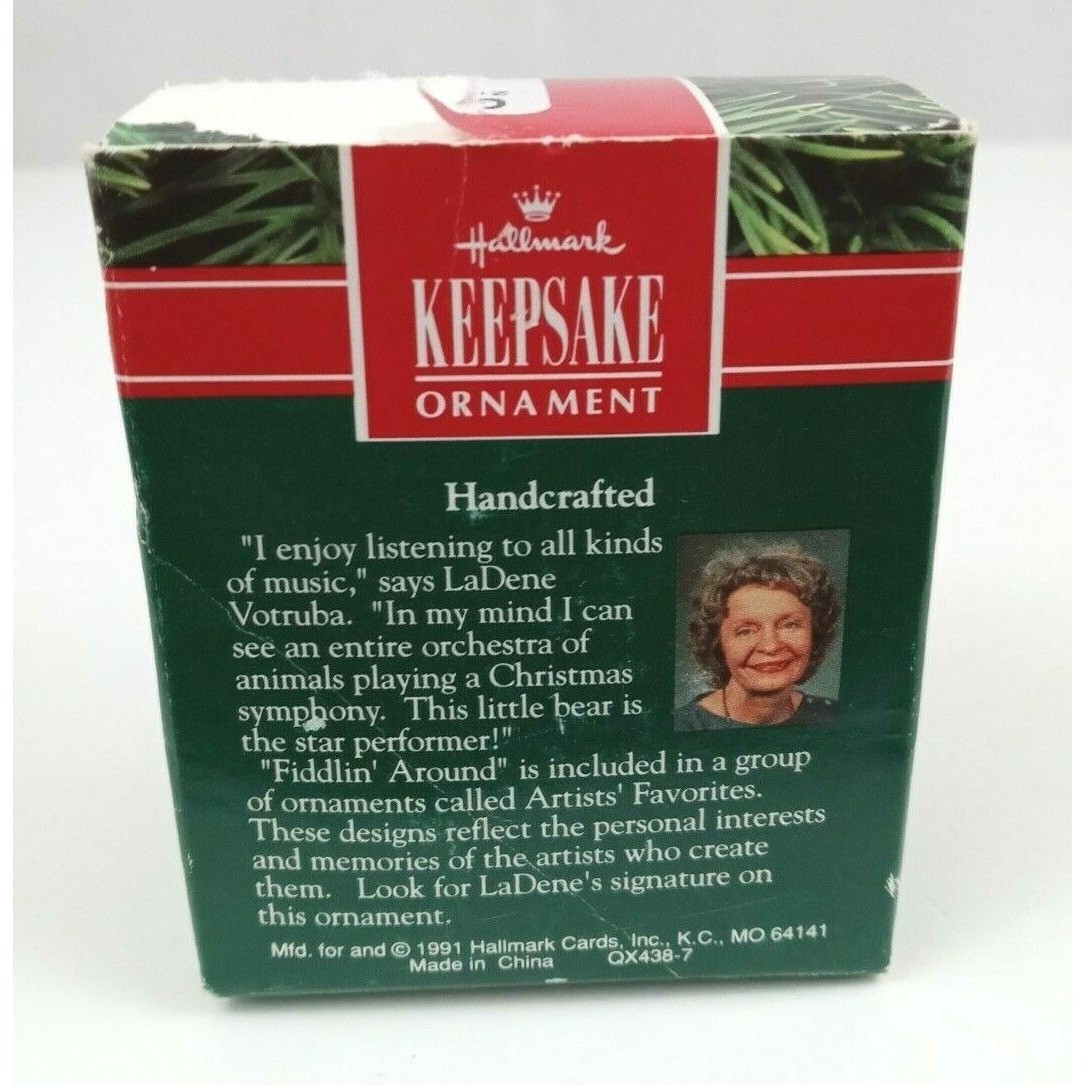 Hallmark
KEEPSAKE
ORNAMENT
Handcrafted
"I enjoy listening to all kinds
of music," says LaDene
Votruba. "In my mind I can
see an entire orchestra of
animals playing a Christmas
symphony. This little bear is
the star performer!"
"Fiddlin' Around" is included in a group
of ornaments called Artists' Favorites.
These designs reflect the personal interests
and memories of the artists who create
them. Look for LaDene's signature on
this ornament.
Mfd. for and © 1991 Hallmark Cards, Inc., K.C., MO 64141
Made in China QX438-7